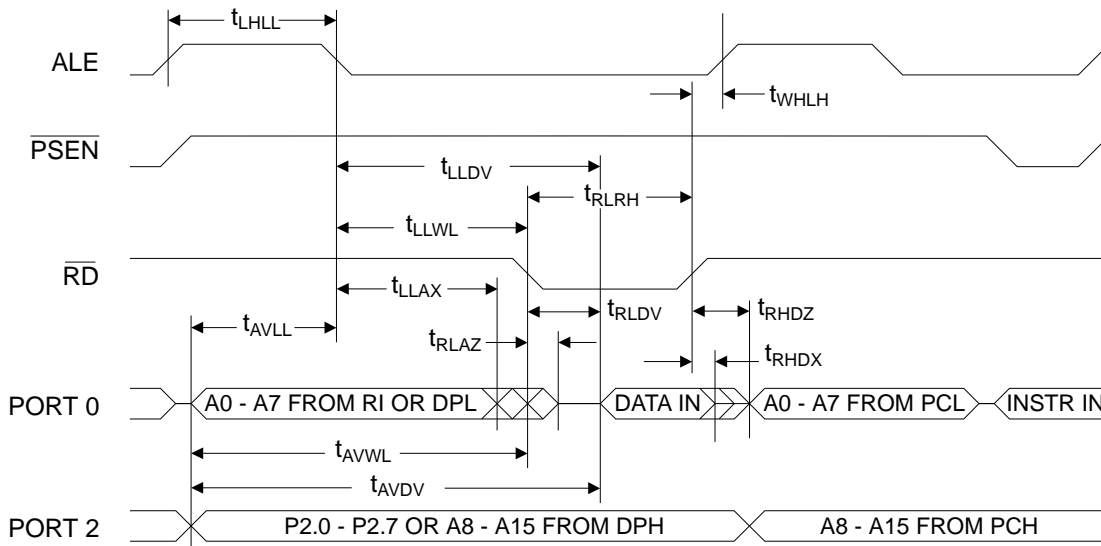 tLHLL
ALE
tWHLH
PSEN
tLLDV
tRLRH
tLLWL
RD
tLLAX
tRLDV
tRHDZ
tAVLL
tRLAZ
tRHDX
PORT 0
A0 - A7 FROM RI OR DPL
DATA IN
A0 - A7 FROM PCL
INSTR IN
tAVWL
tAVDV
PORT 2
P2.0 - P2.7 OR A8 - A15 FROM DPH
A8 - A15 FROM PCH